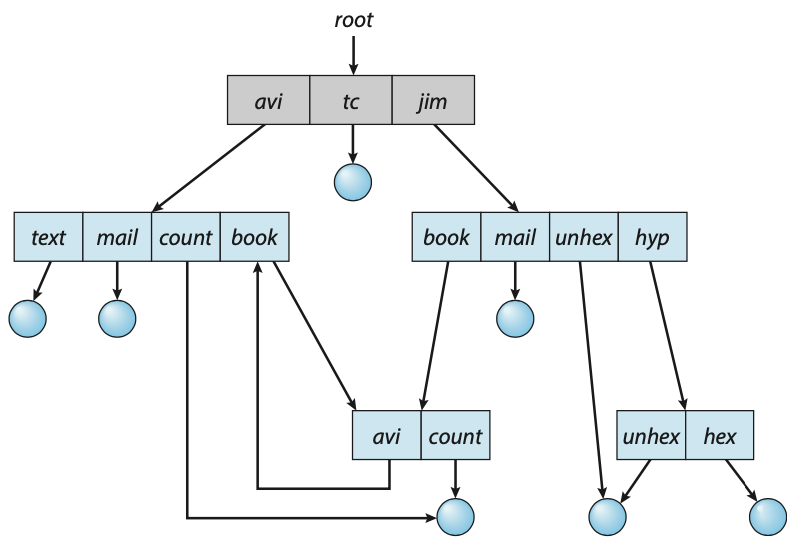 root
avi tc jim
text mail count book
book mail unhex hyp
avi count
unhex hex